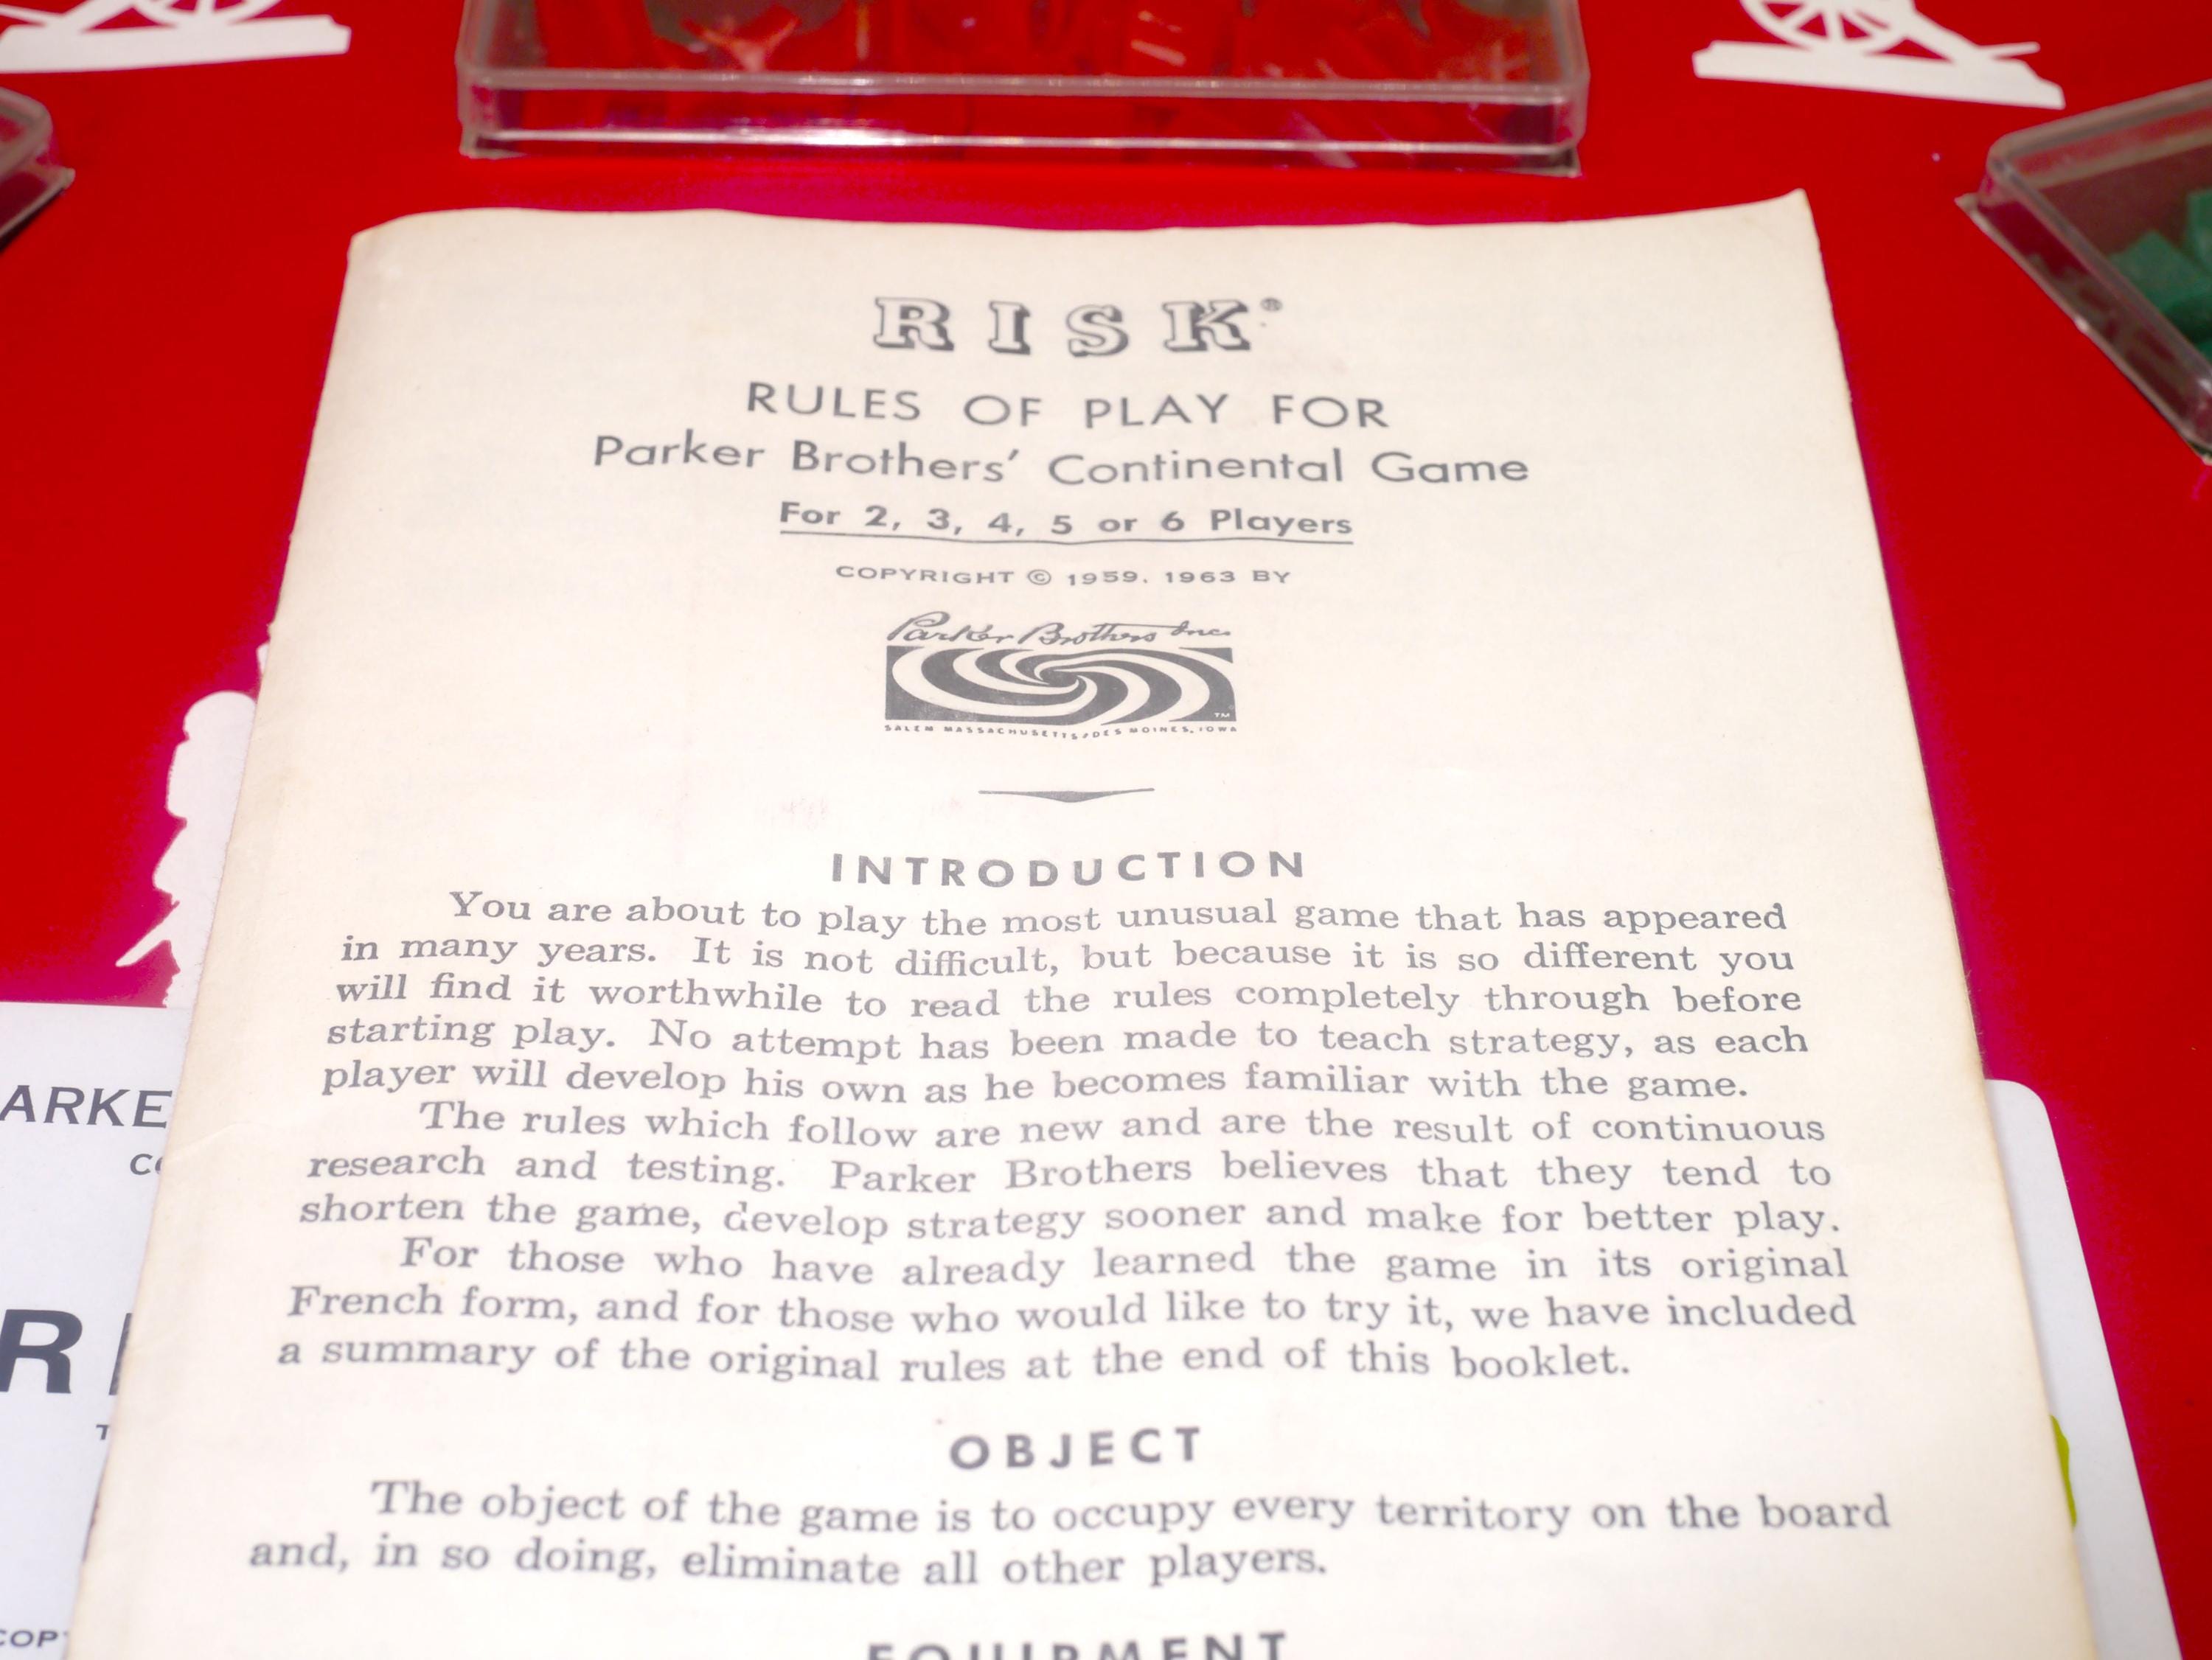 RISK®
RULES OF PLAY FOR
Parker Brothers' Continental Game
For 2, 3, 4, 5 or 6 Players
COPYRIGHT © 1959, 1963 BY
Parker Brothers Inc.
TM
SALEM MASSACHUSETTS/DES MOINES, IOWA
INTRODUCTION
You are about to play the most unusual game that has appeared
in many years. It is not difficult, but because it is so different you
will find it worthwhile to read the rules completely through before
starting play. No attempt has been made to teach strategy, as each
player will develop his own as he becomes familiar with the game.
The rules which follow are new and are the result of continuous
research and testing. Parker Brothers believes that they tend to
shorten the game, develop strategy sooner and make for better play.
For those who have already learned the game in its original
French form, and for those who would like to try it, we have included
a summary of the original rules at the end of this booklet.
OBJECT
The object of the game is to occupy every territory on the board
and, in so doing, eliminate all other players.
EQUIPMENT
ARKE
CO
R
T
COP